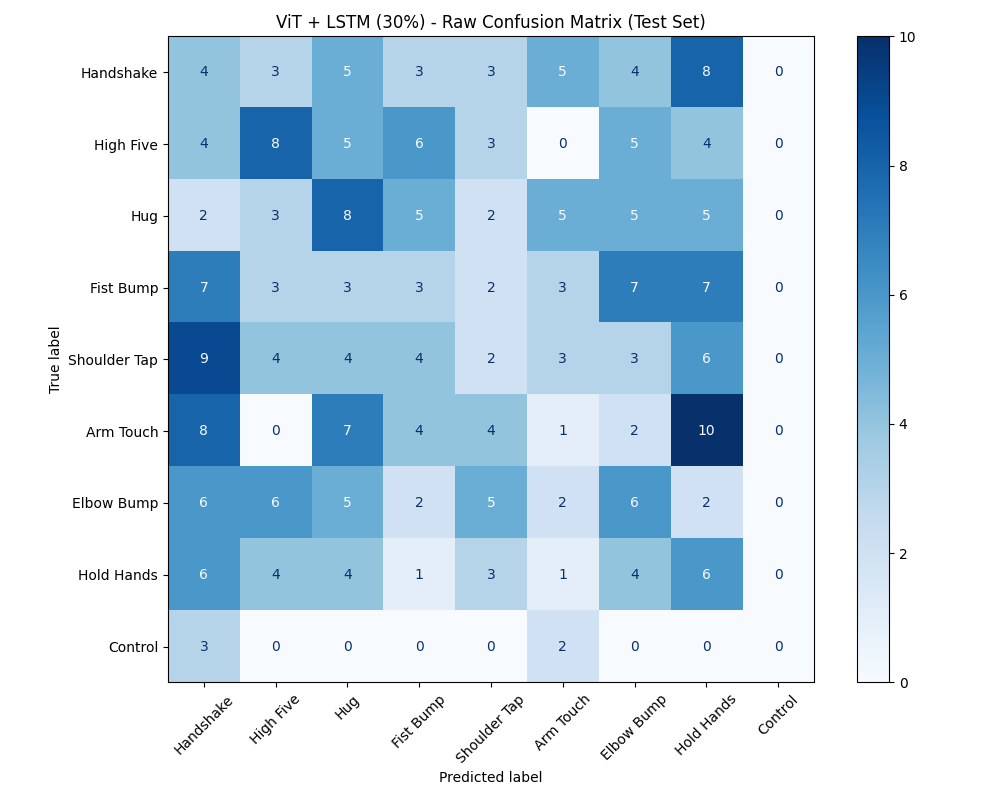 ViT + LSTM (30%) - Raw Confusion Matrix (Test Set)
Handshake 4 3 5 3 3 5 4 8 0
High Five 4 8 5 6 3 0 5 4 0
Hug 2 3 8 5 2 5 5 5 0
Fist Bump 7 3 3 3 2 3 7 7 0
Shoulder Tap 9 4 4 4 2 3 3 6 0
Arm Touch 8 0 7 4 4 1 2 10 0
Elbow Bump 6 6 5 2 5 2 6 2 0
Hold Hands 6 4 4 1 3 1 4 6 0
Control 3 0 0 0 0 2 0 0 0
True label
Handshake High Five Hug Fist Bump Shoulder Tap Arm Touch Elbow Bump Hold Hands Control
Predicted label
10
8
6
4
2
0